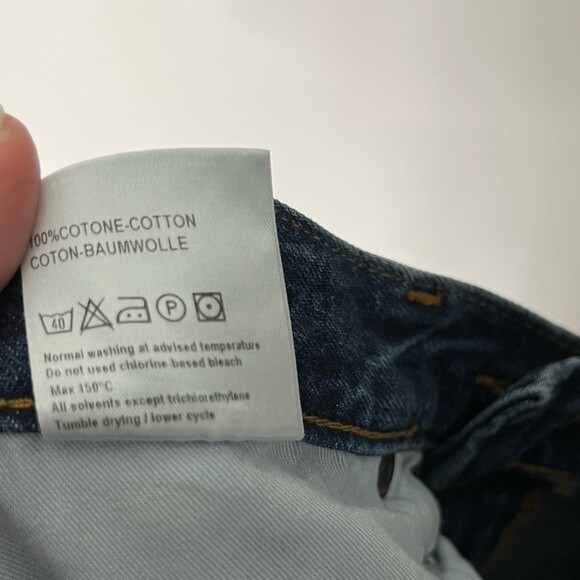 100%COTONE-COTTON
COTON-BAUMWOLLE
40 P
Normal washing at advised temperature
Do not used chlorine based bleach
Max 150°C
All solvents except trichlorethylene
Tumble drying / lower cycle